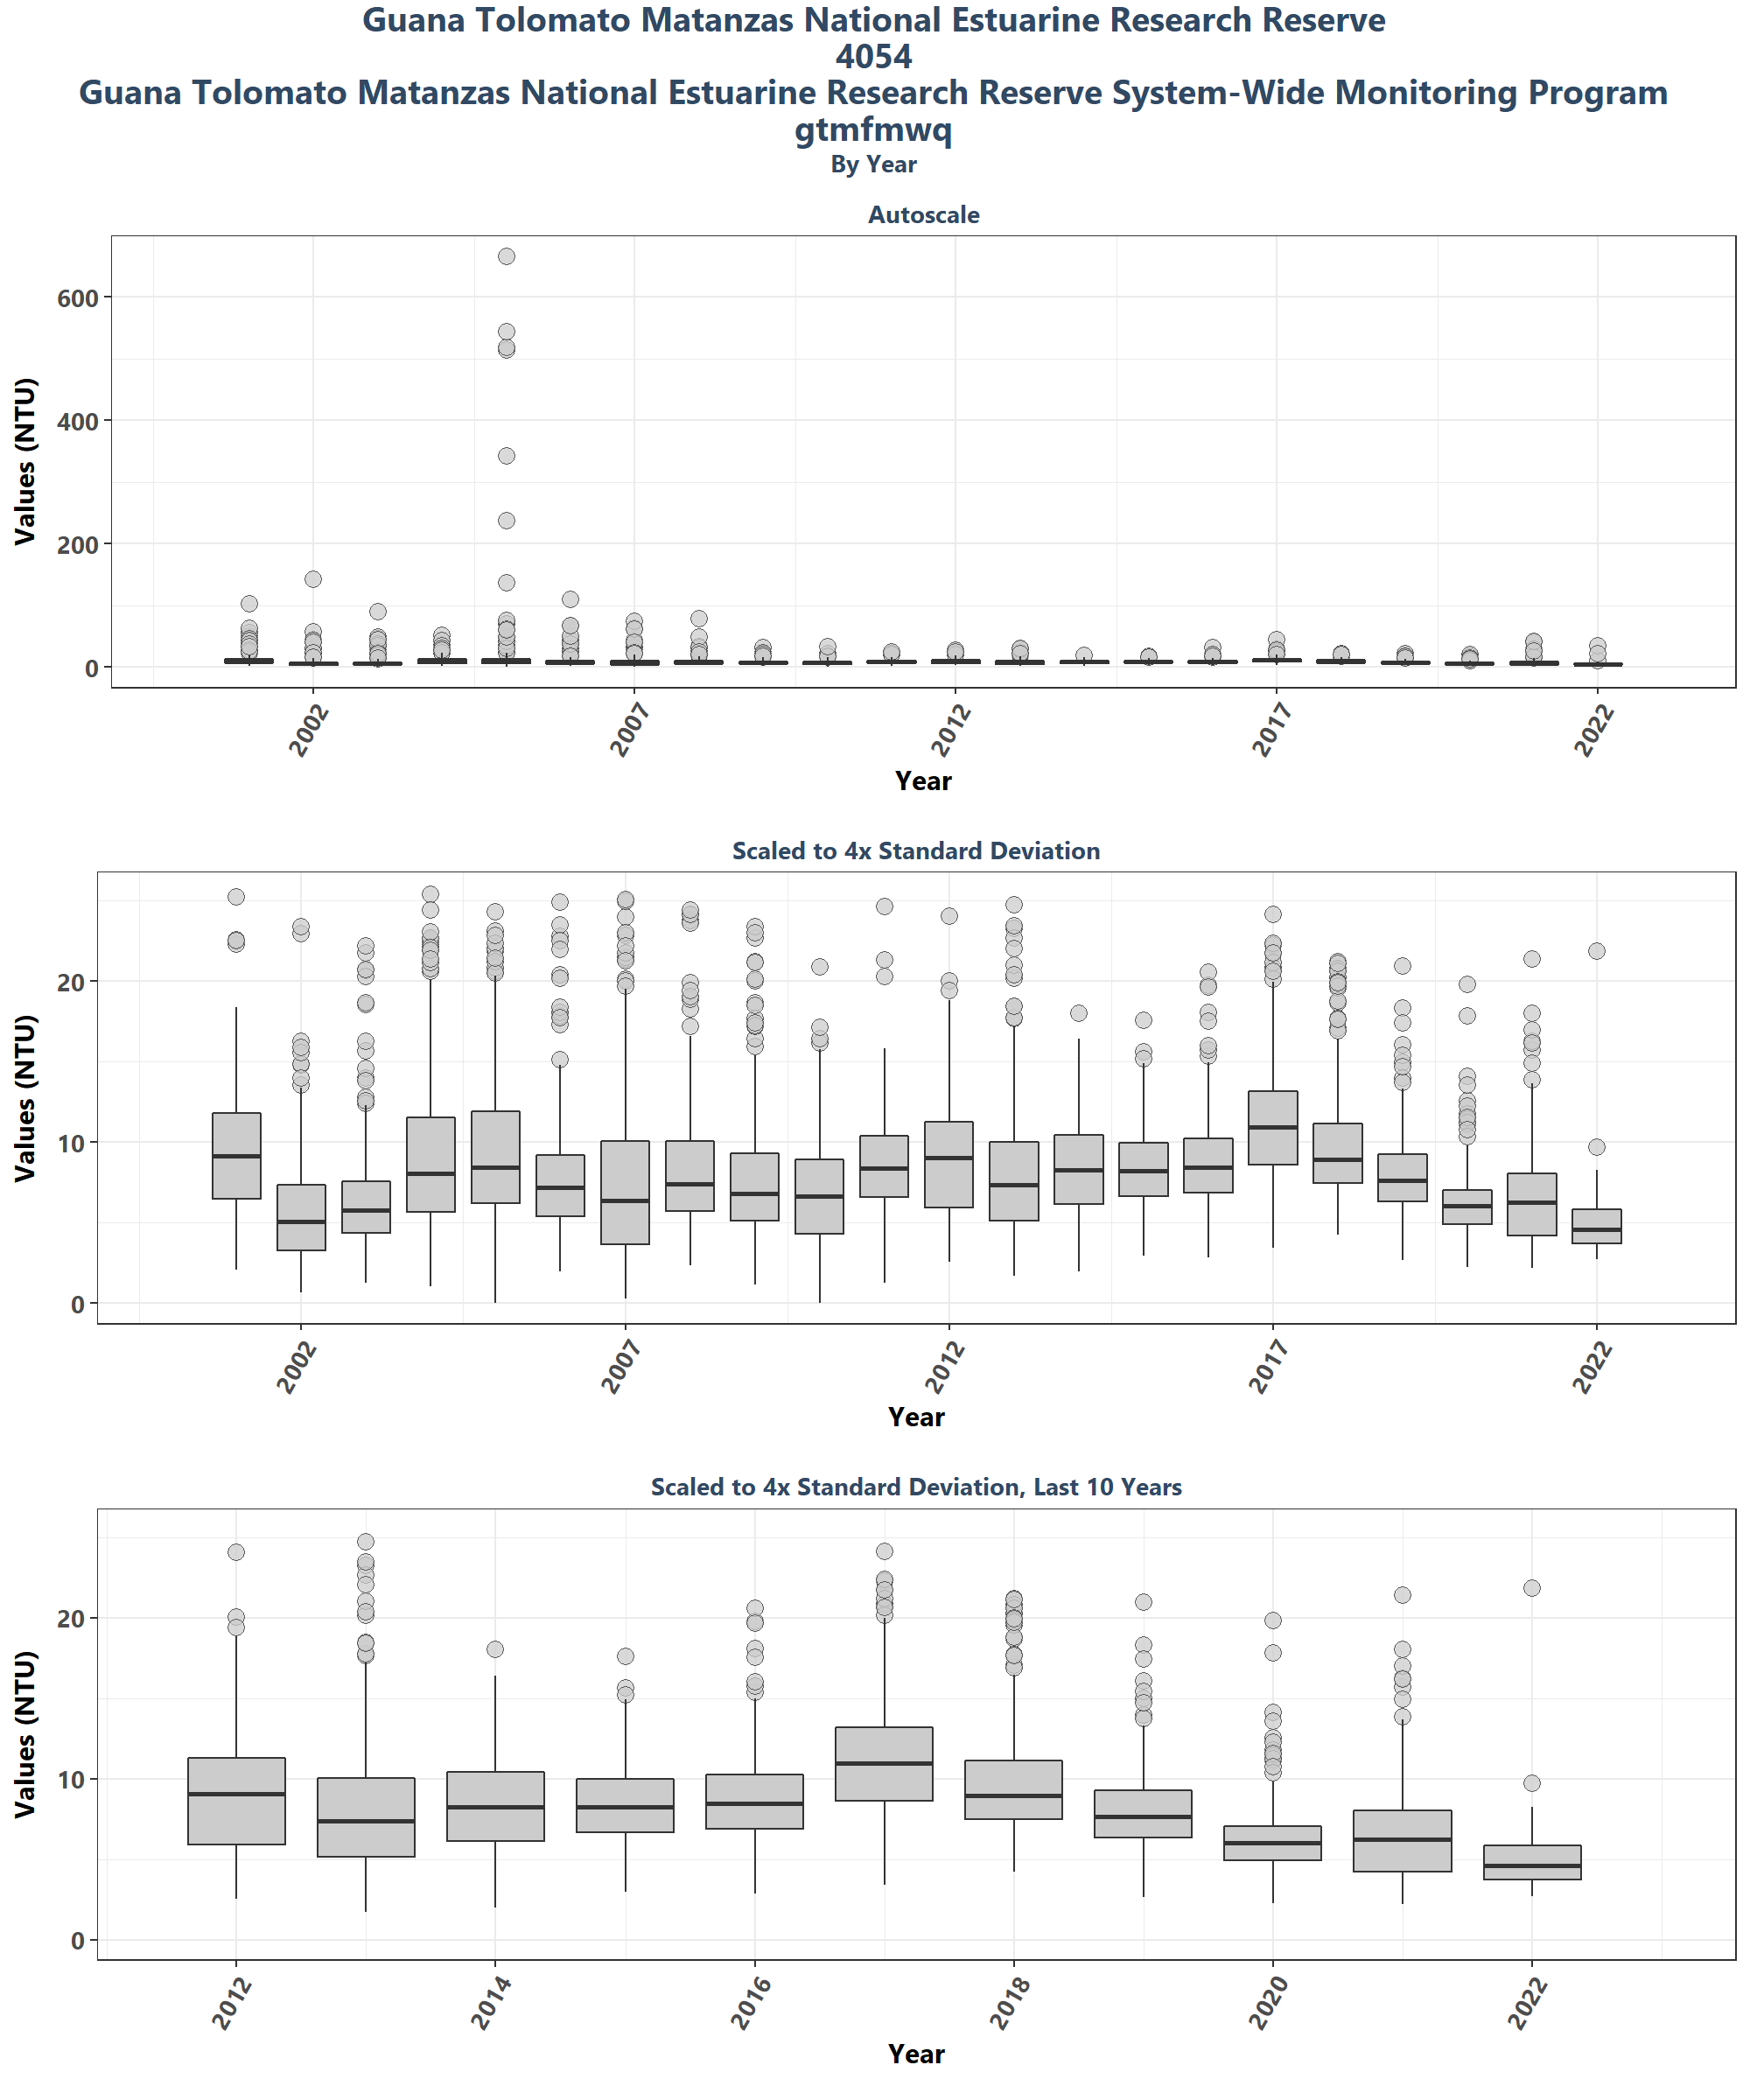 Guana Tolomato Matanzas National Estuarine Research Reserve
4054
Guana Tolomato Matanzas National Estuarine Research Reserve System-Wide Monitoring Program
gtmfmwq
By Year
Autoscale
Values (NTU)
600
400
200
0
2002
2007
2012
2017
2022
Year
Scaled to 4x Standard Deviation
Values (NTU)
20
10
0
2002
2007
2012
2017
2022
Year
Scaled to 4x Standard Deviation, Last 10 Years
Values (NTU)
20
10
0
2012
2014
2016
2018
2020
2022
Year